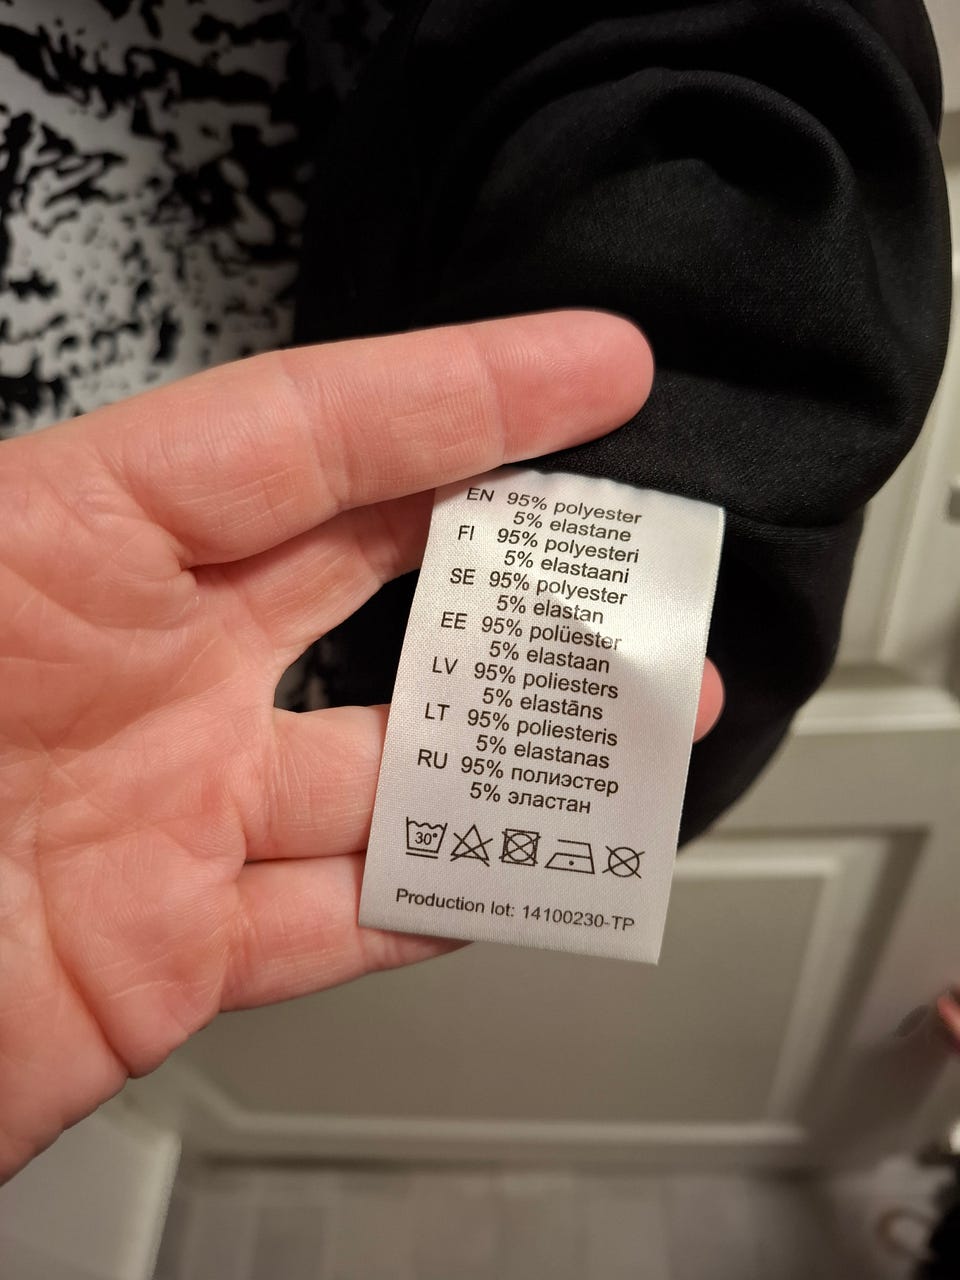 EN 95% polyester
5% elastane
FI 95% polyesteri
5% elastaani
SE 95% polyester
5% elastan
EE 95% polüester
5% elastaan
LV 95% poliesters
5% elastāns
LT 95% poliesteris
5% elastanas
RU 95% полиэстер
5% эластан
30°
Production lot: 14100230-TP